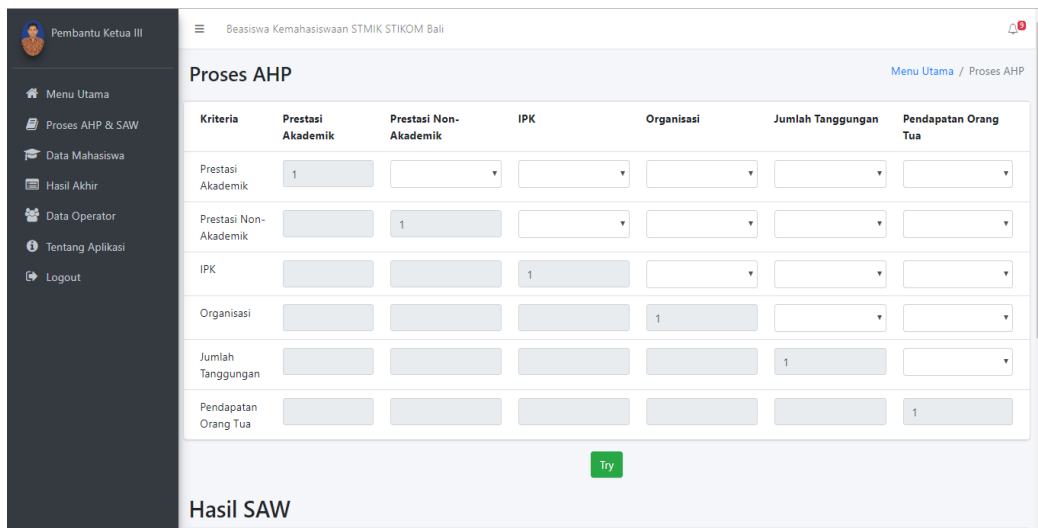 Pembantu Ketua III
Beasiswa Kemahasiswaan STMIK STIKOM Bali
9
Menu Utama
Proses AHP & SAW
Data Mahasiswa
Hasil Akhir
Data Operator
Tentang Aplikasi
Logout
Proses AHP
Menu Utama / Proses AHP
Kriteria
Prestasi
Akademik
Prestasi Non-
Akademik
IPK
Organisasi
Jumlah Tanggungan
Pendapatan Orang
Tua
Prestasi
Akademik
1
Prestasi Non-
Akademik
1
IPK
1
Organisasi
1
Jumlah
Tanggungan
1
Pendapatan
Orang Tua
1
Try
Hasil SAW